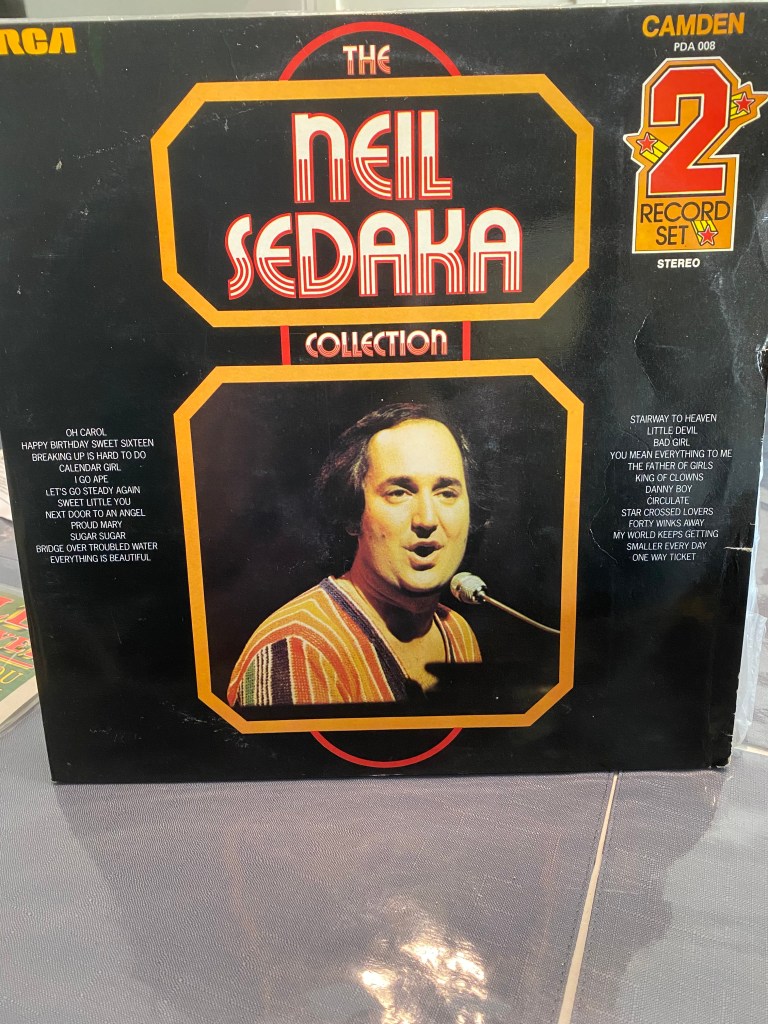 RCA
CAMDEN
PDA 008
THE
NEIL
SEDAKA
COLLECTION
2
RECORD
SET
STEREO
OH CAROL
HAPPY BIRTHDAY SWEET SIXTEEN
BREAKING UP IS HARD TO DO
CALENDAR GIRL
I GO APE
LET'S GO STEADY AGAIN
SWEET LITTLE YOU
NEXT DOOR TO AN ANGEL
PROUD MARY
SUGAR SUGAR
BRIDGE OVER TROUBLED WATER
EVERYTHING IS BEAUTIFUL
STAIRWAY TO HEAVEN
LITTLE DEVIL
BAD GIRL
YOU MEAN EVERYTHING TO ME
THE FATHER OF GIRLS
KING OF CLOWNS
DANNY BOY
CIRCULATE
STAR CROSSED LOVERS
FORTY WINKS AWAY
MY WORLD KEEPS GETTING
SMALLER EVERY DAY
ONE WAY TICKET